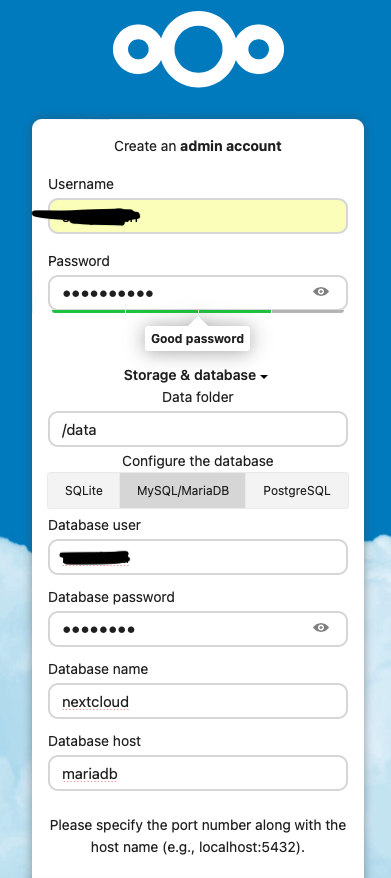 Create an admin account
Username
Password
●●●●●●●●●●
Good password
Storage & database
Data folder
/data
Configure the database
SQLite
MySQL/MariaDB
PostgreSQL
Database user
Database password
●●●●●●●●
Database name
nextcloud
Database host
mariadb
Please specify the port number along with the
host name (e.g., localhost:5432).